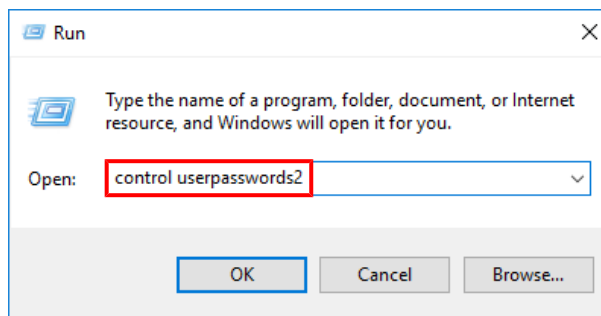 Run
Type the name of a program, folder, document, or Internet
resource, and Windows will open it for you.
Open: control userpasswords2
OK Cancel Browse...